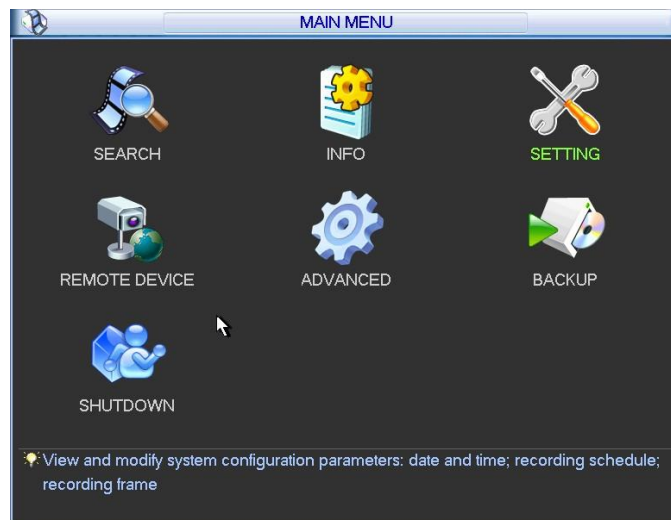 MAIN MENU
SEARCH
INFO
SETTING
REMOTE DEVICE
ADVANCED
BACKUP
SHUTDOWN
View and modify system configuration parameters: date and time; recording schedule;
recording frame